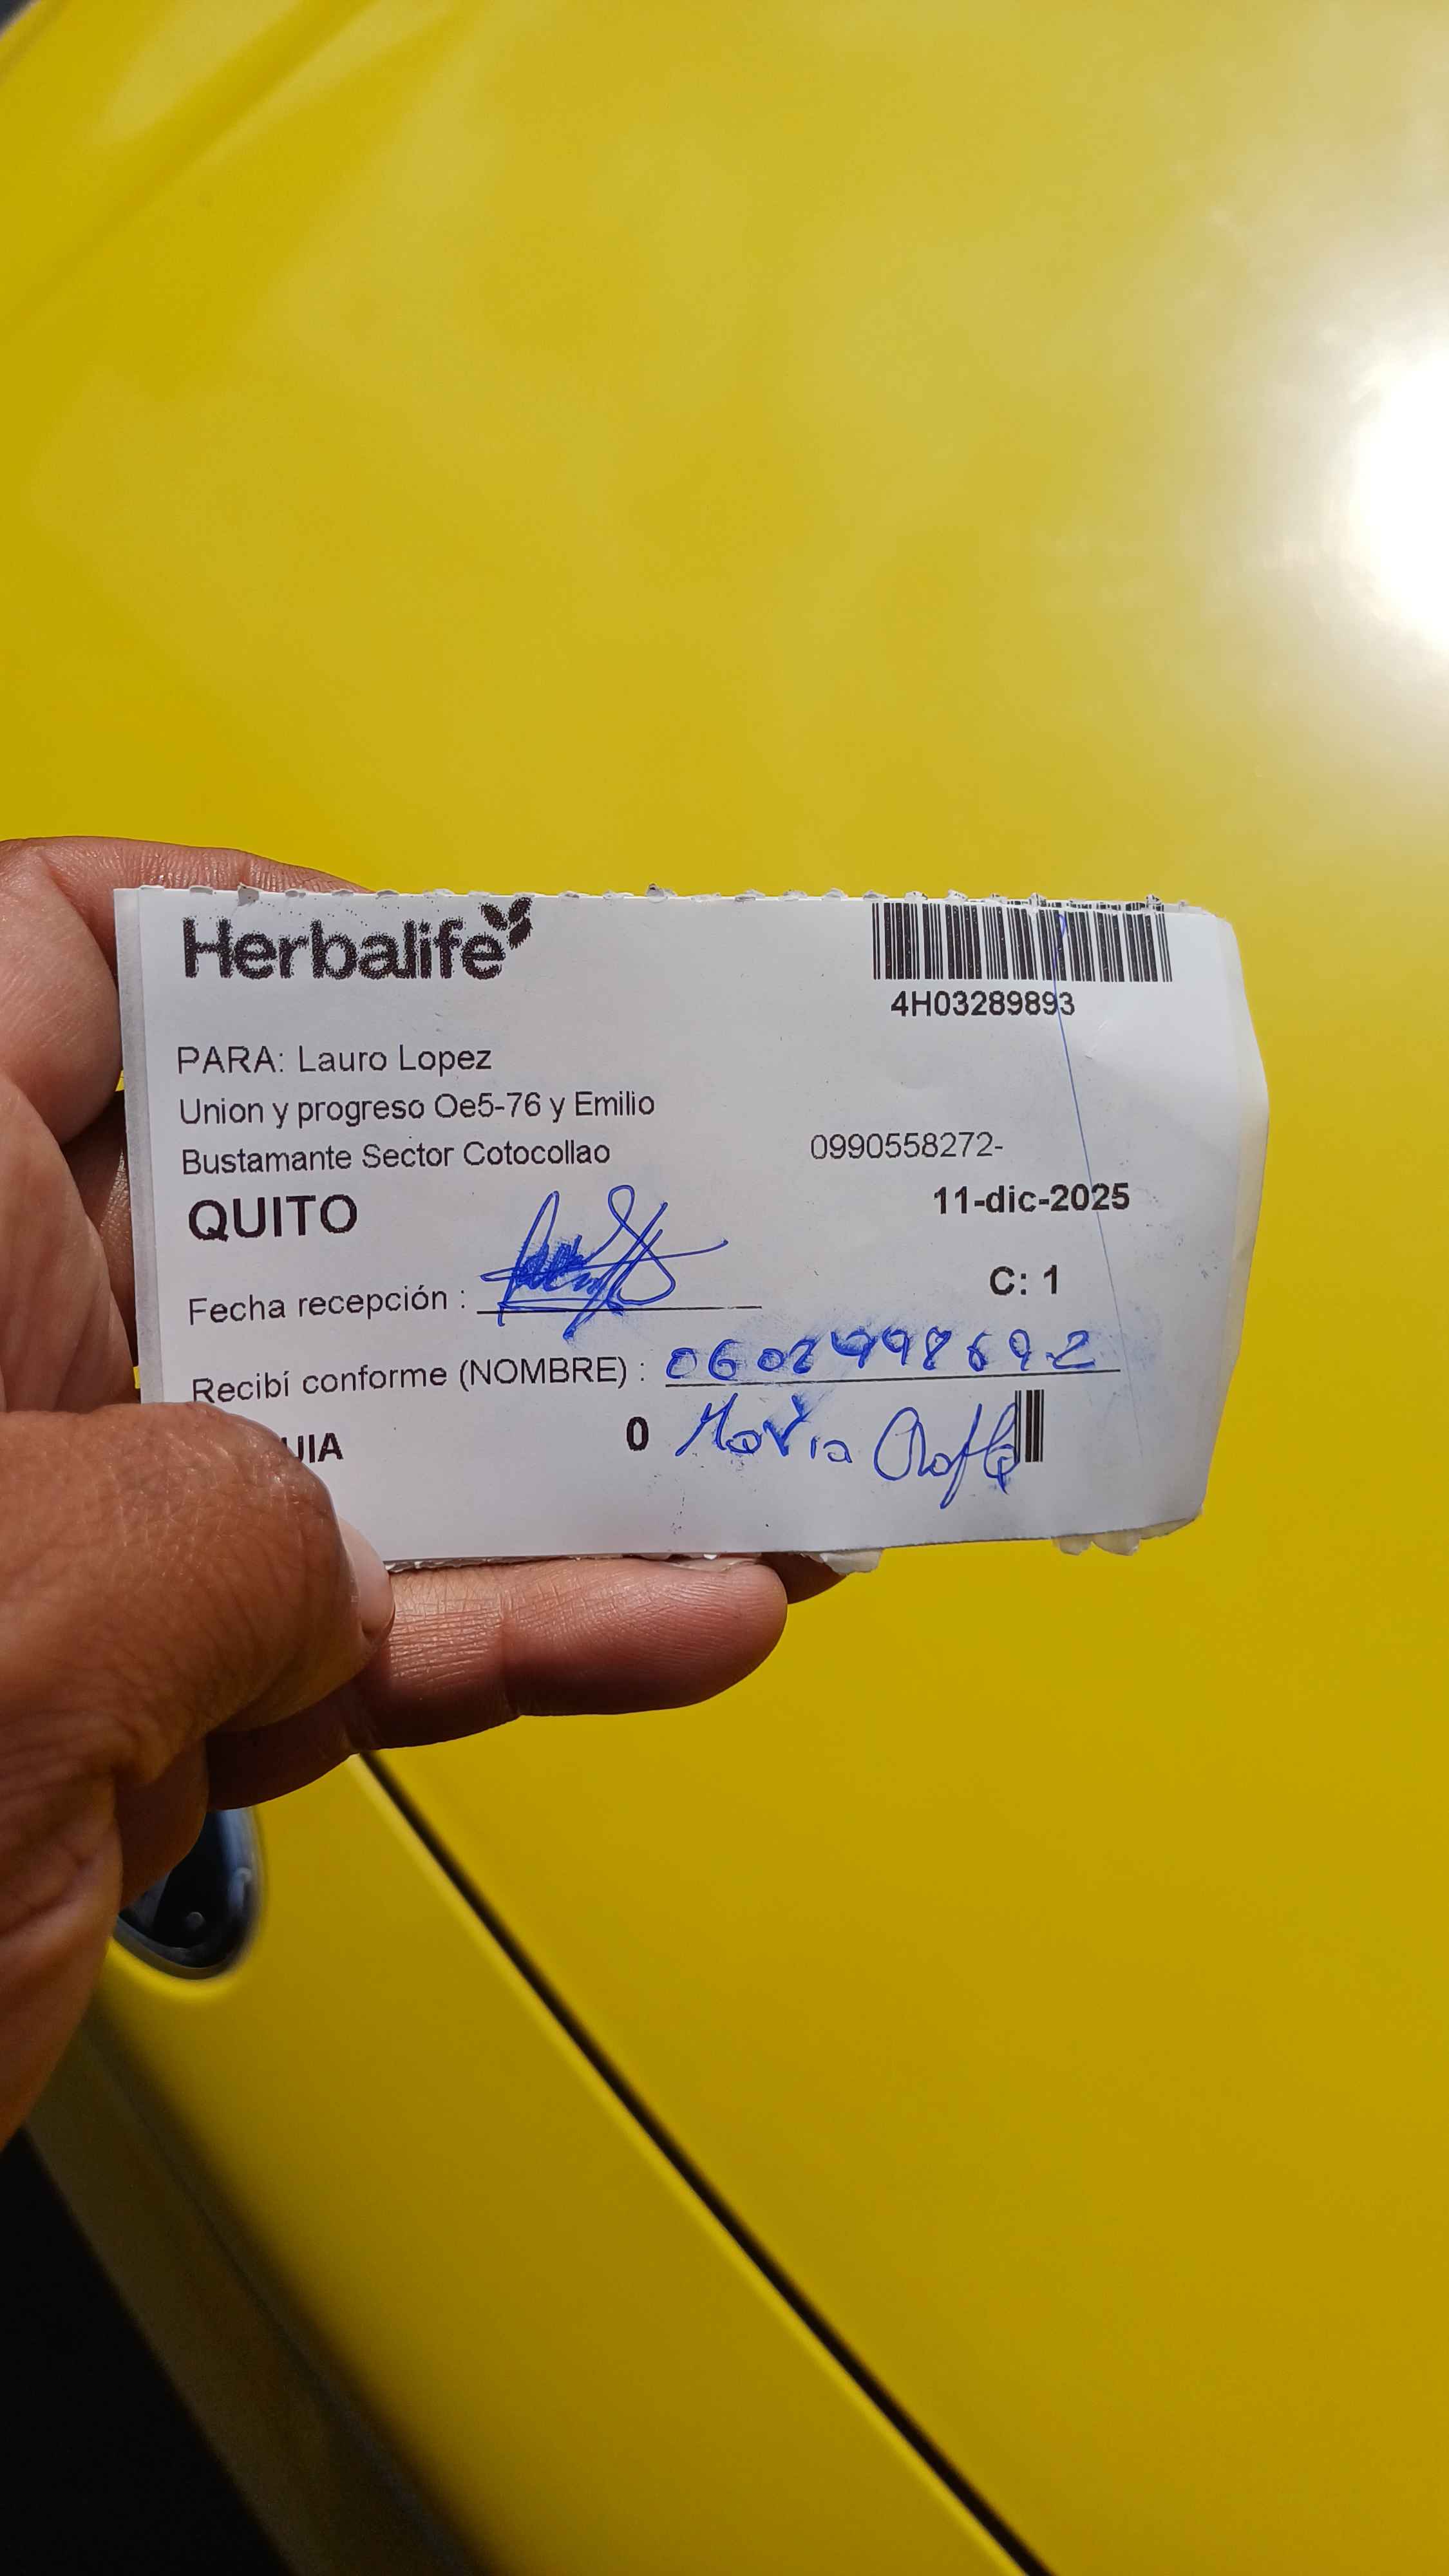 Herbalife
4H03289893
PARA: Lauro Lopez
Union y progreso Oe5-76 y Emilio
Bustamante Sector Cotocollao
0990558272-
QUITO
11-dic-2025
Fecha recepción :
C: 1
Recibí conforme (NOMBRE) :
UIA
0 Maria